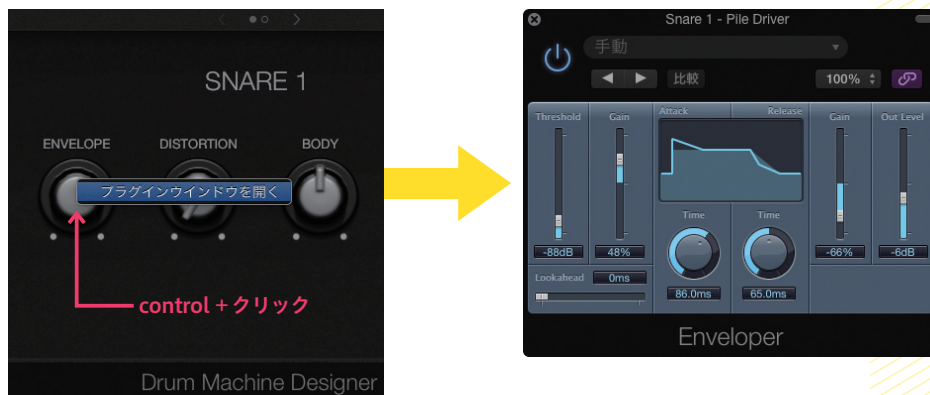 SNARE 1
ENVELOPE DISTORTION BODY
プラグインウインドウを開く
control + クリック
Drum Machine Designer
Snare 1 - Pile Driver
手動
比較 100%
Threshold Gain Attack Release Gain Out Level
Time Time
-88dB 48% -66% -6dB
Lookahead 0ms
86.0ms 65.0ms
Enveloper